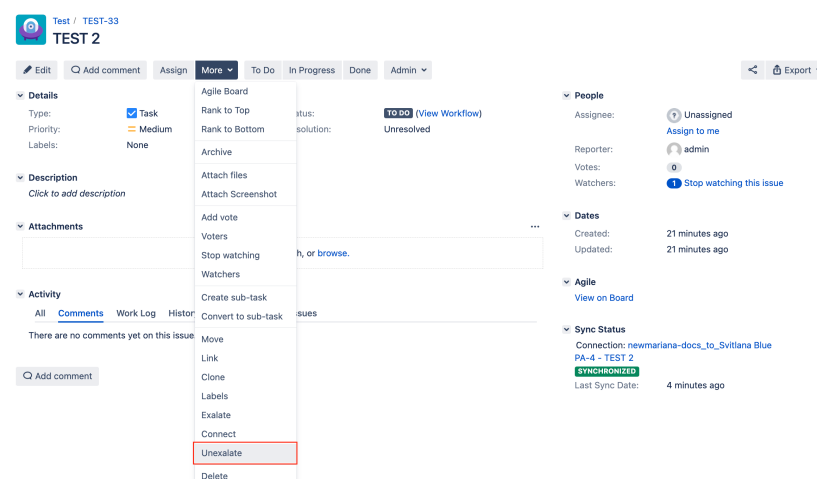 Test / TEST-33
TEST 2
Edit Add comment Assign More To Do In Progress Done Admin Export
Details
Type: Task
Priority: Medium
Labels: None
atus: TO DO (View Workflow)
solution: Unresolved
Description
Click to add description
Attachments
h, or browse.
Activity
All Comments Work Log Histor sues
There are no comments yet on this issue
Add comment
Agile Board
Rank to Top
Rank to Bottom
Archive
Attach files
Attach Screenshot
Add vote
Voters
Stop watching
Watchers
Create sub-task
Convert to sub-task
Move
Link
Clone
Labels
Exalate
Connect
Unexalate
Delete
People
Assignee: ? Unassigned
Assign to me
Reporter: admin
Votes: 0
Watchers: 1 Stop watching this issue
Dates
Created: 21 minutes ago
Updated: 21 minutes ago
Agile
View on Board
Sync Status
Connection: newmariana-docs_to_Svitlana Blue
PA-4 - TEST 2
SYNCHRONIZED
Last Sync Date: 4 minutes ago